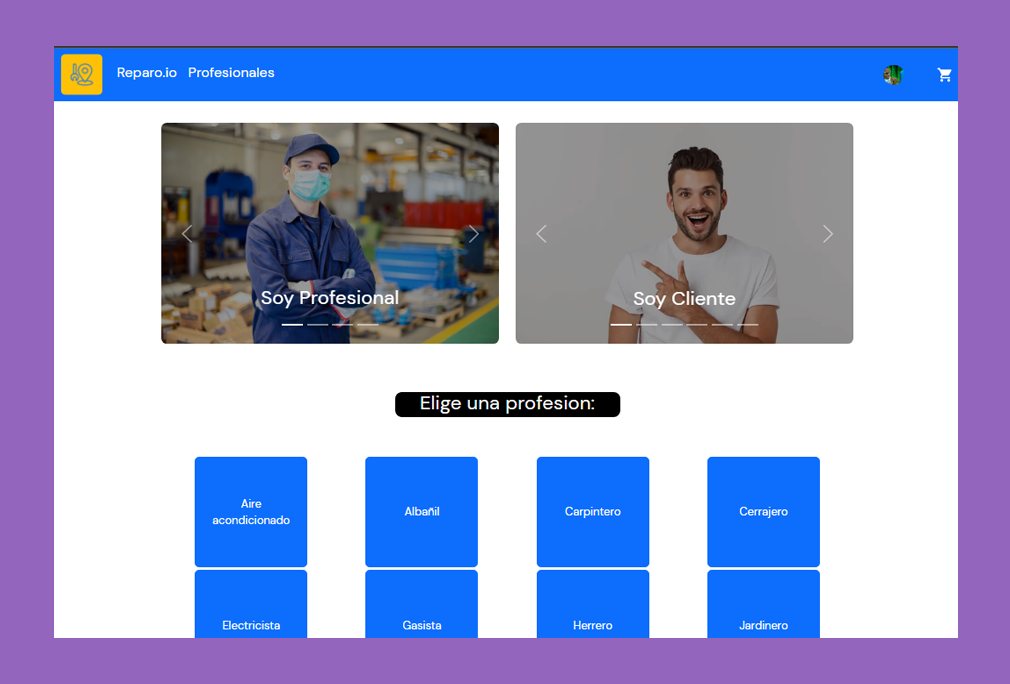 Reparo.io Profesionales
Soy Profesional
Soy Cliente
Elige una profesion:
Aire
acondicionado
Albañil
Carpintero
Cerrajero
Electricista
Gasista
Herrero
Jardinero